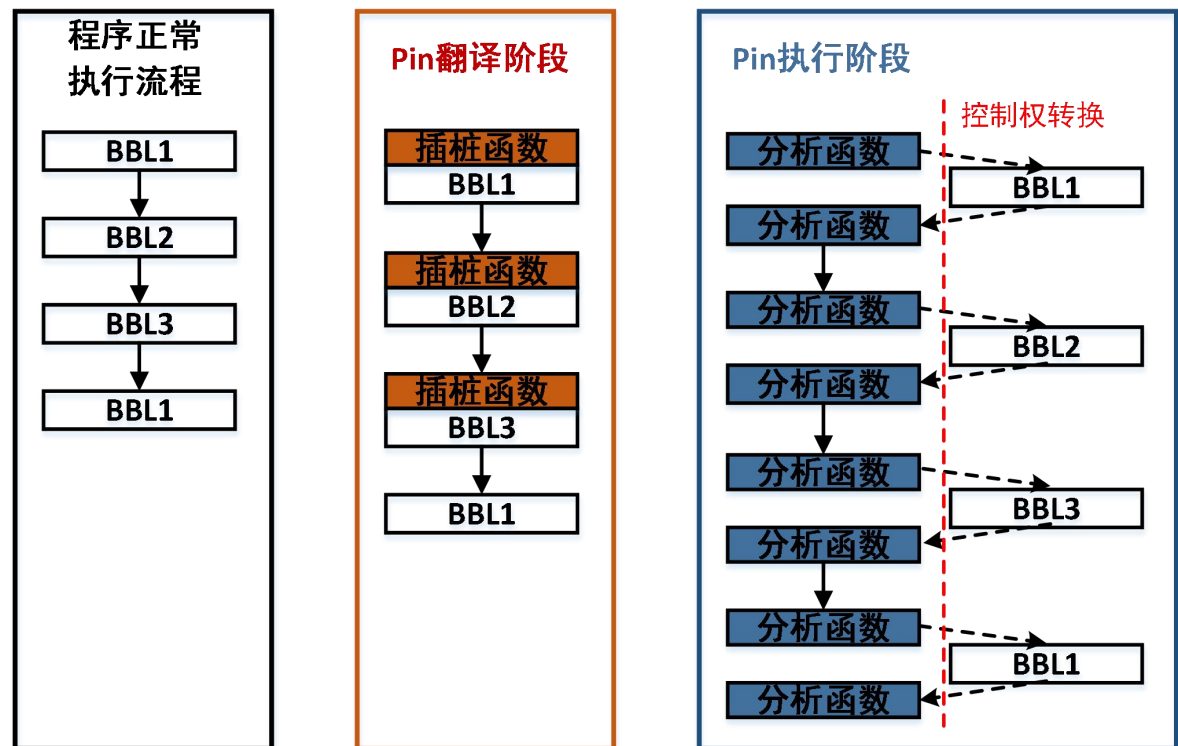 程序正常
执行流程
BBL1
BBL2
BBL3
BBL1
Pin翻译阶段
插桩函数
BBL1
插桩函数
BBL2
插桩函数
BBL3
BBL1
Pin执行阶段
控制权转换
分析函数
BBL1
分析函数
分析函数
BBL2
分析函数
分析函数
BBL3
分析函数
分析函数
BBL1
分析函数